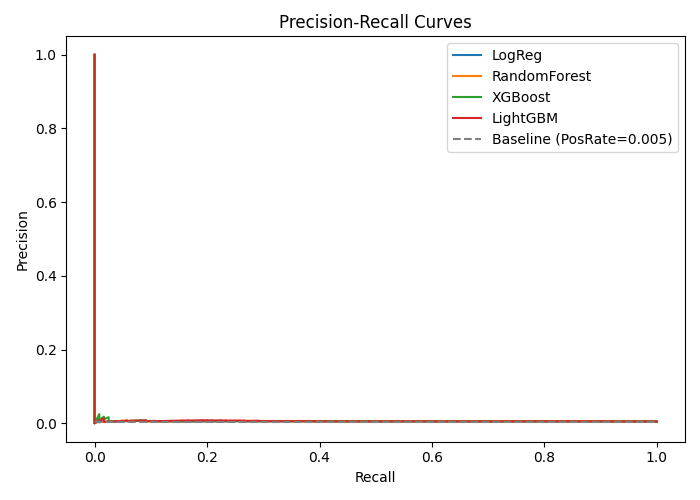 Precision-Recall Curves
1.0
0.8
0.6
0.4
0.2
0.0
Precision
LogReg
RandomForest
XGBoost
LightGBM
Baseline (PosRate=0.005)
0.0 0.2 0.4 0.6 0.8 1.0
Recall